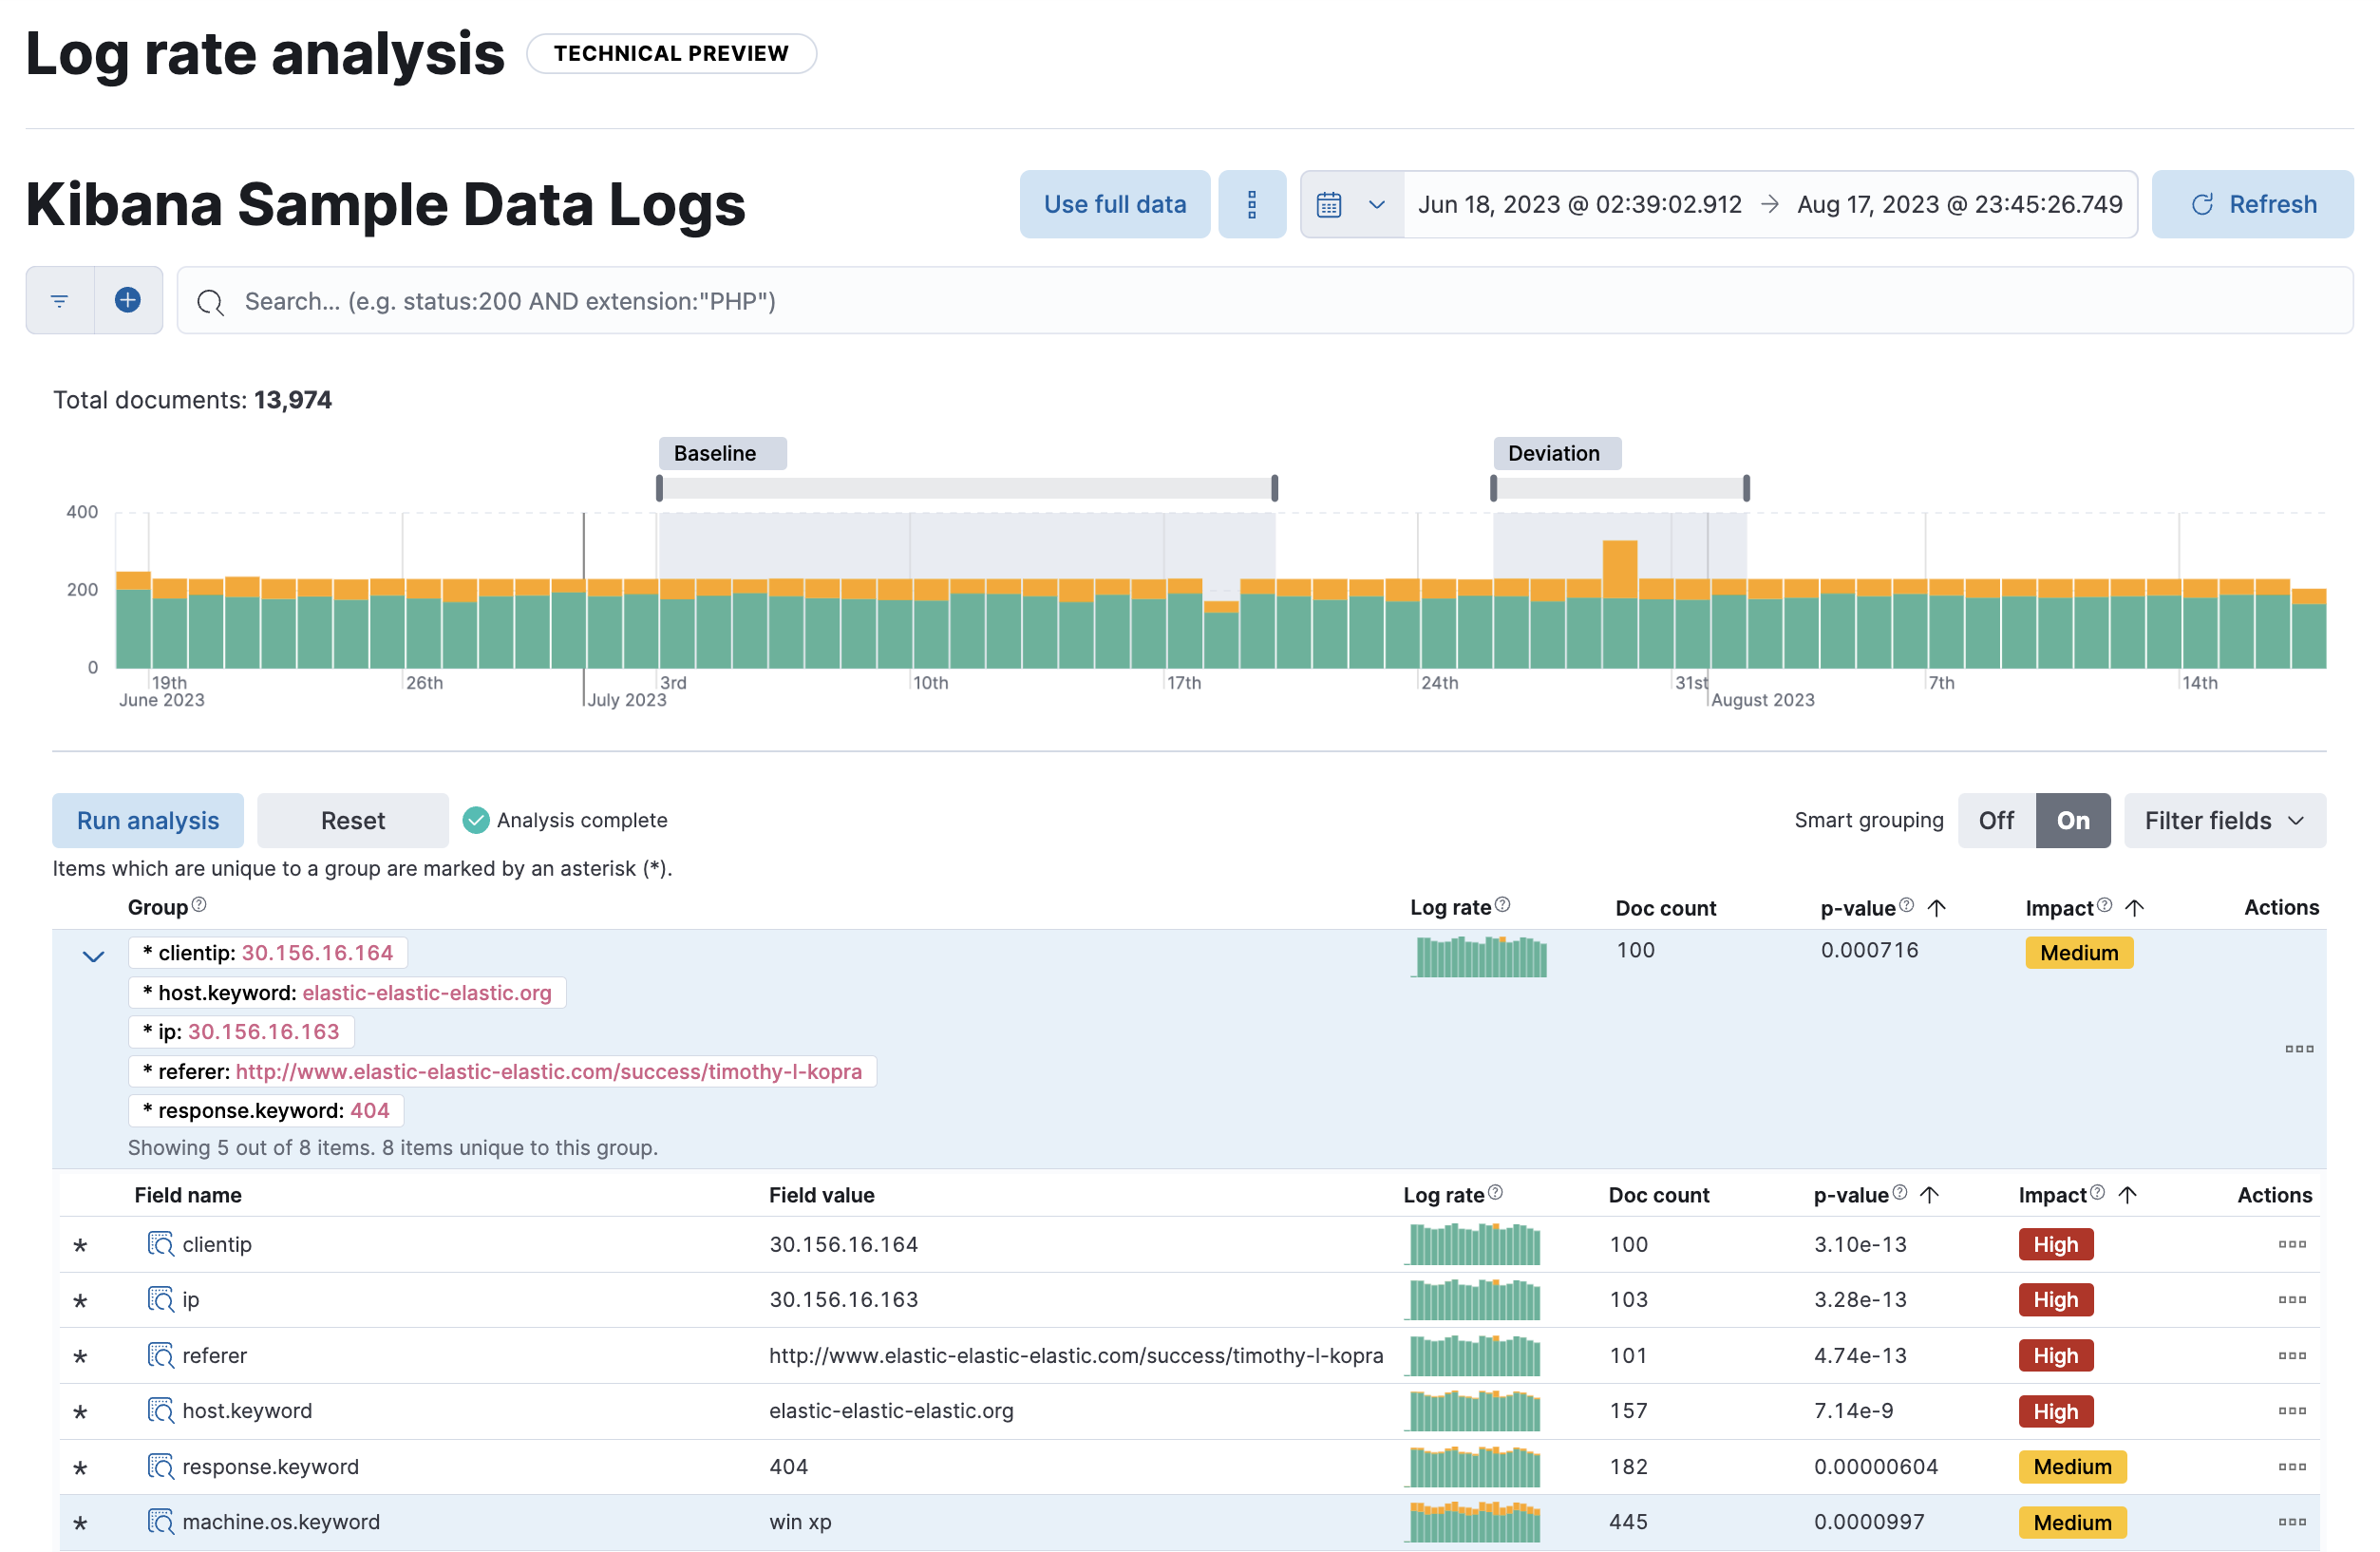 Log rate analysis TECHNICAL PREVIEW
Kibana Sample Data Logs Use full data Jun 18, 2023 @ 02:39:02.912 → Aug 17, 2023 @ 23:45:26.749 Refresh
Search... (e.g. status:200 AND extension:"PHP")
Total documents: 13,974
Baseline Deviation
400
200
0
19th 26th 3rd 10th 17th 24th 31st 7th 14th
June 2023 July 2023 August 2023
Run analysis Reset Analysis complete Smart grouping Off On Filter fields
Items which are unique to a group are marked by an asterisk (*).
Group Log rate Doc count p-value Impact Actions
* clientip: 30.156.16.164 100 0.000716 Medium
* host.keyword: elastic-elastic-elastic.org
* ip: 30.156.16.163
* referer: http://www.elastic-elastic-elastic.com/success/timothy-l-kopra
* response.keyword: 404
Showing 5 out of 8 items. 8 items unique to this group.
Field name Field value Log rate Doc count p-value Impact Actions
* clientip 30.156.16.164 100 3.10e-13 High
* ip 30.156.16.163 103 3.28e-13 High
* referer http://www.elastic-elastic-elastic.com/success/timothy-l-kopra 101 4.74e-13 High
* host.keyword elastic-elastic-elastic.org 157 7.14e-9 High
* response.keyword 404 182 0.00000604 Medium
* machine.os.keyword win xp 445 0.0000997 Medium